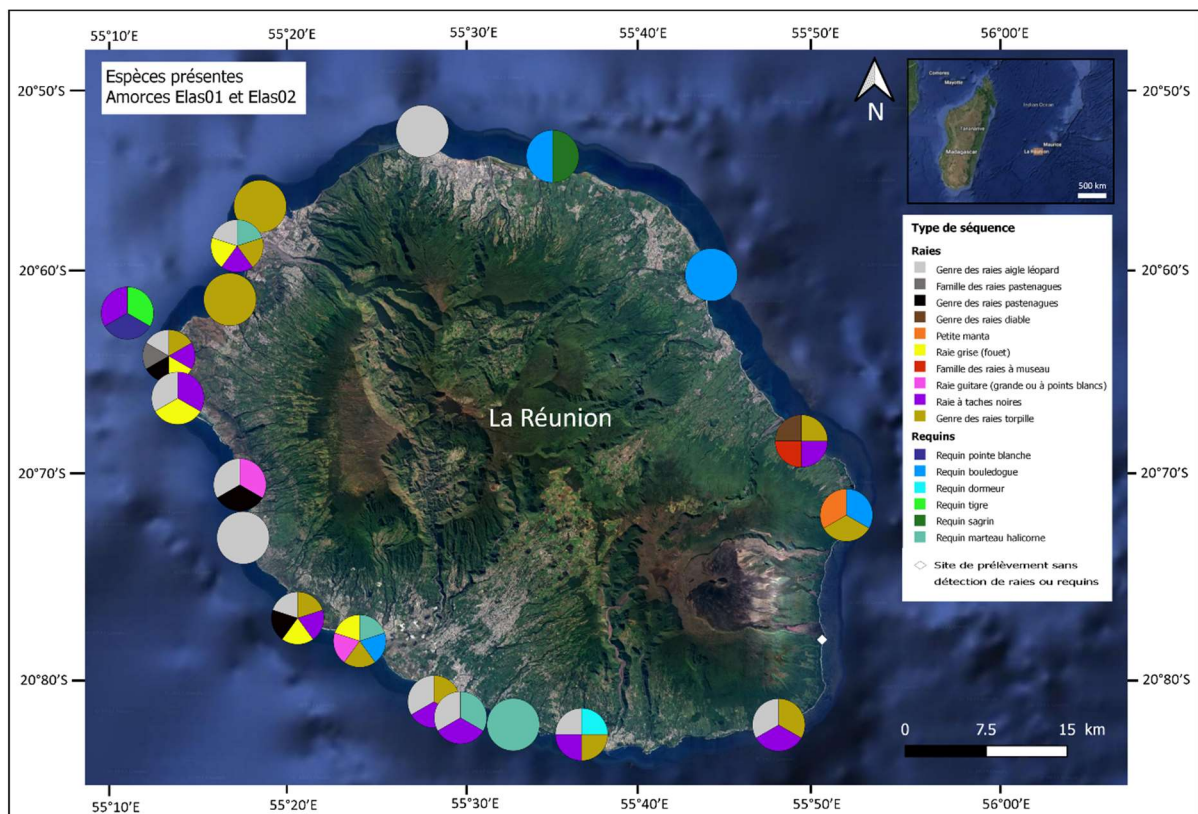 55°10'E 55°20'E 55°30'E 55°40'E 55°50'E 56°00'E
Espèces présentes
Amorces Elas01 et Elas02
N
Comores
Mayotte
Indian Ocean
Tananarive
Madagascar
Maurice
La Réunion
500 km
20°50'S 20°50'S
20°60'S 20°60'S
20°70'S 20°70'S
20°80'S 20°80'S
La Réunion
Type de séquence
Raies
Genre des raies aigle léopard
Famille des raies pastenagues
Genre des raies pastenagues
Genre des raies diable
Petite manta
Raie grise (fouet)
Famille des raies à museau
Raie guitare (grande ou à points blancs)
Raie à taches noires
Genre des raies torpille
Requins
Requin pointe blanche
Requin bouledogue
Requin dormeur
Requin tigre
Requin sagrin
Requin marteau halicorne
Site de prélèvement sans
détection de raies ou requins
0 7.5 15 km
55°10'E 55°20'E 55°30'E 55°40'E 55°50'E 56°00'E